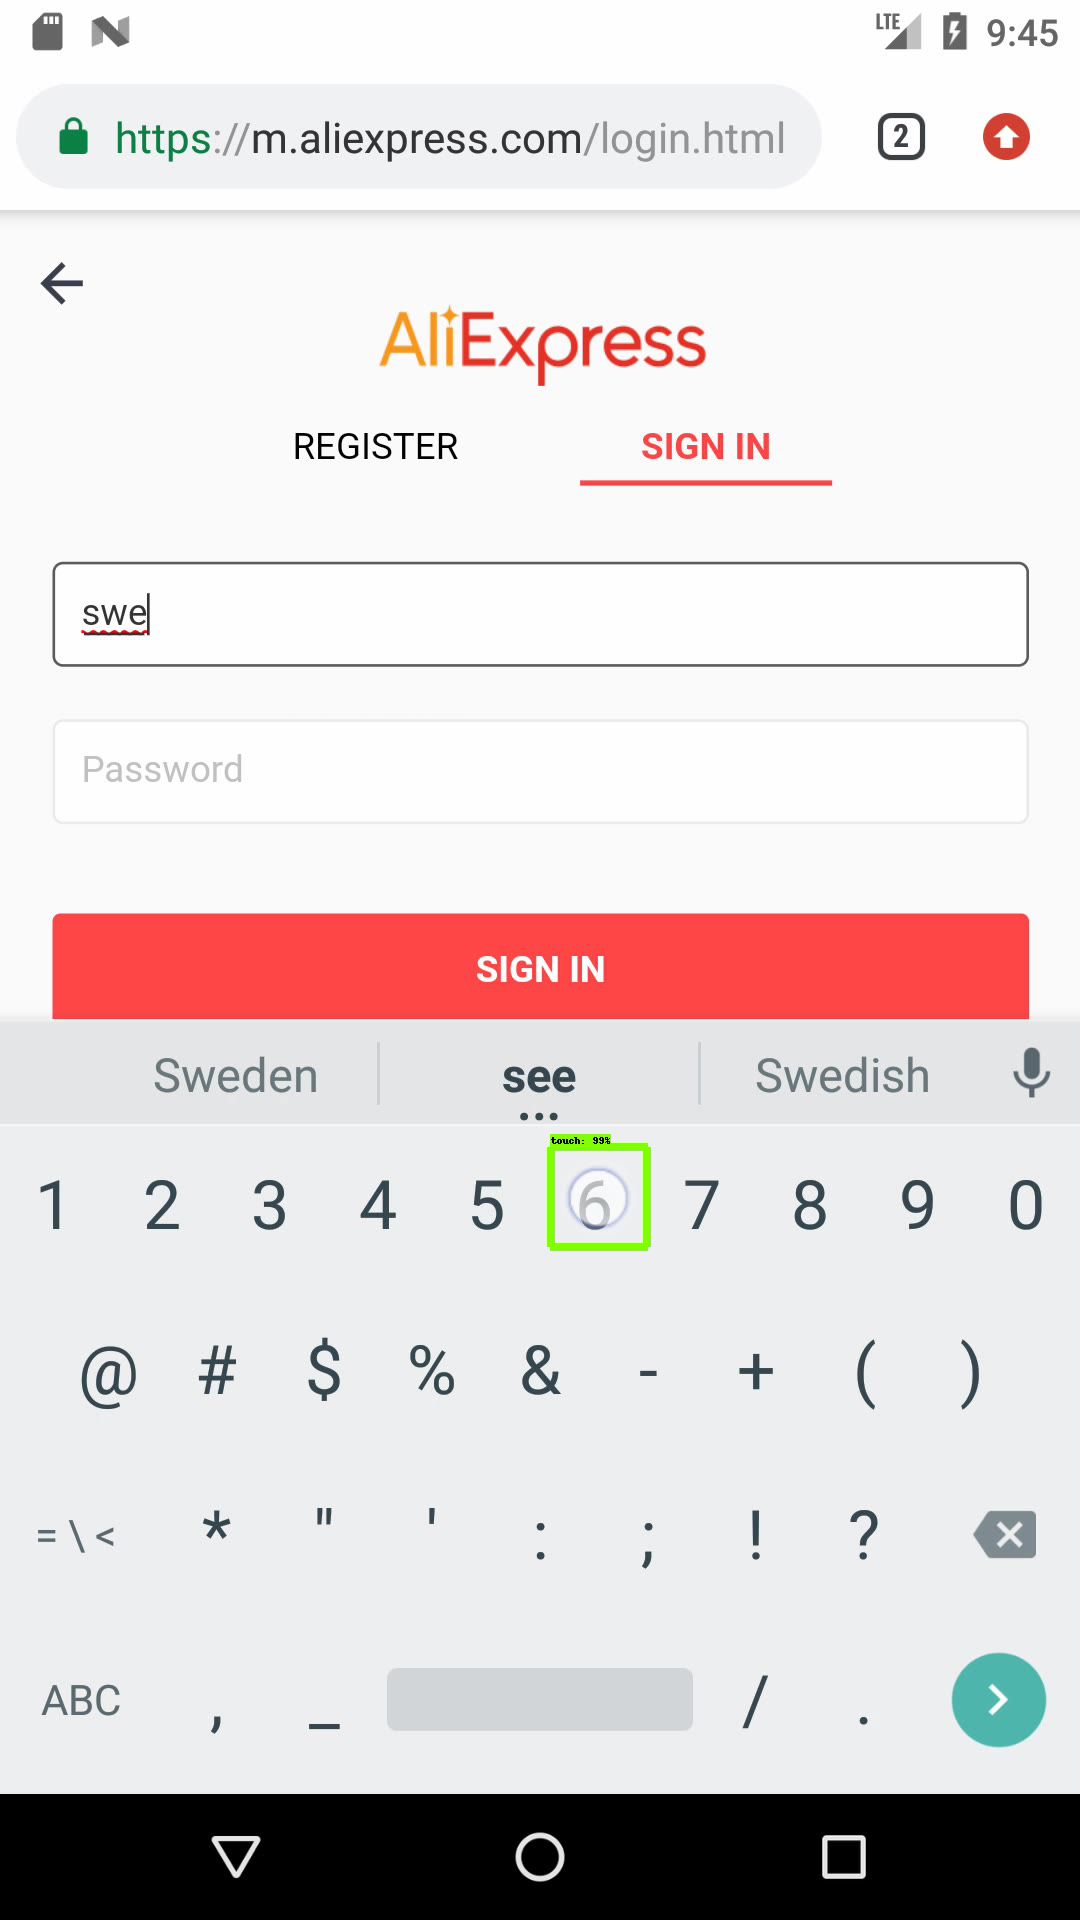 LTE 9:45
https://m.aliexpress.com/login.html 2
AliExpress
REGISTER SIGN IN
swe
Password
SIGN IN
Sweden see Swedish
touch: 99%
1 2 3 4 5 6 7 8 9 0
@ # $ % & - + ( )
= \ < * " ' : ; ! ?
ABC , _ / .